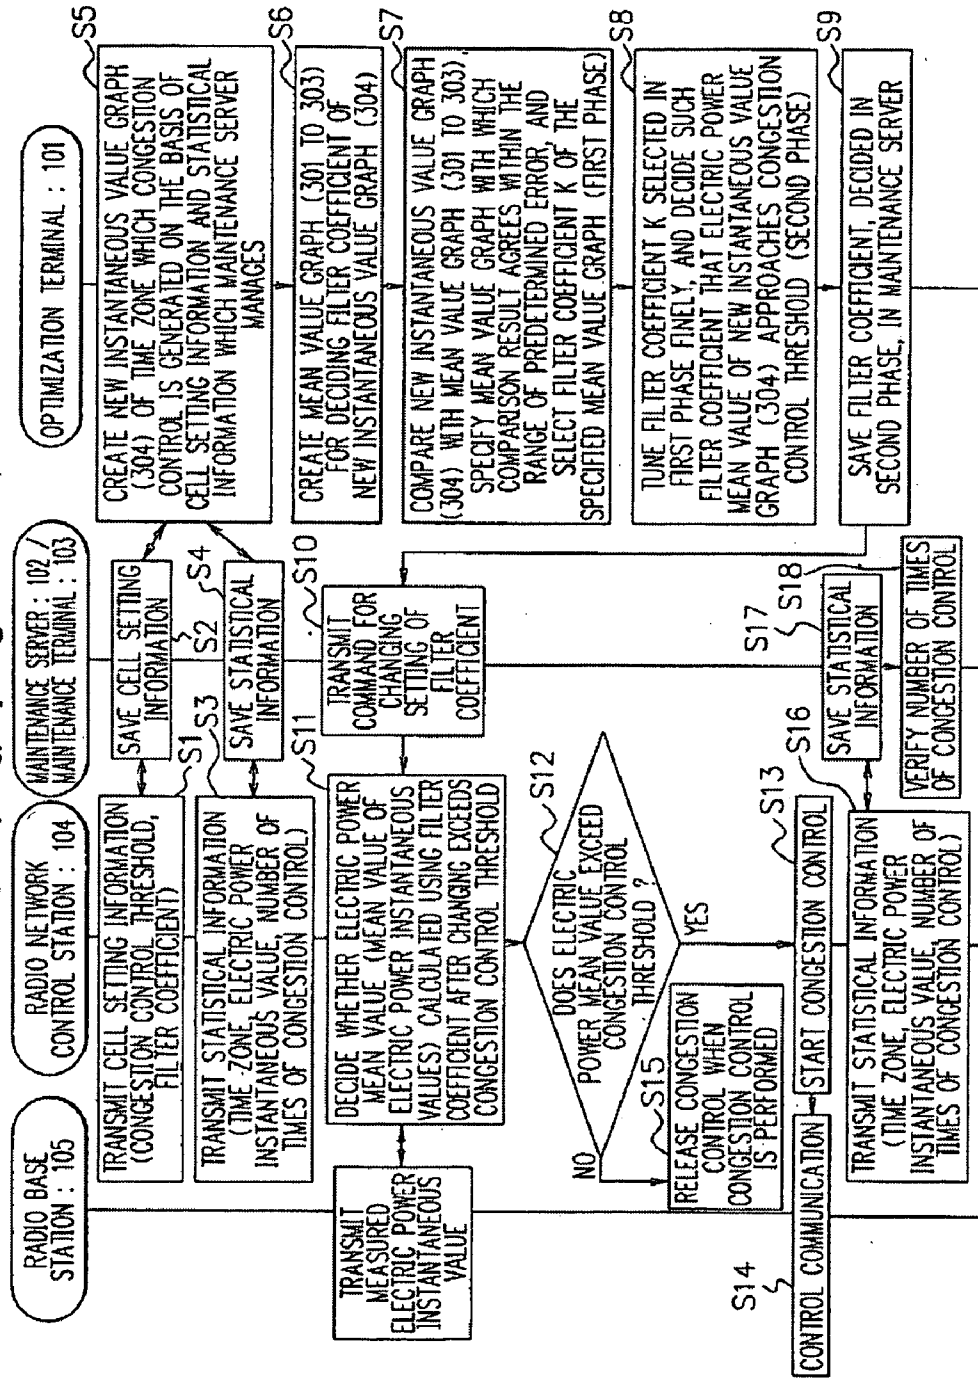 RADIO BASE
STATION : 105
RADIO NETWORK
CONTROL STATION : 104
MAINTENANCE SERVER : 102 /
MAINTENANCE TERMINAL : 103
OPTIMIZATION TERMINAL : 101
TRANSMIT CELL SETTING INFORMATION
(CONGESTION CONTROL THRESHOLD,
FILTER COEFFICIENT)
S1
SAVE CELL SETTING
INFORMATION
S2
TRANSMIT STATISTICAL INFORMATION
(TIME ZONE, ELECTRIC POWER
INSTANTANEOUS VALUE, NUMBER OF
TIMES OF CONGESTION CONTROL)
S3
SAVE STATISTICAL
INFORMATION
S4
CREATE NEW INSTANTANEOUS VALUE GRAPH
(304) OF TIME ZONE WHICH CONGESTION
CONTROL IS GENERATED ON THE BASIS OF
CELL SETTING INFORMATION AND STATISTICAL
INFORMATION WHICH MAINTENANCE SERVER
MANAGES
S5
CREATE MEAN VALUE GRAPH (301 TO 303)
FOR DECIDING FILTER COEFFICIENT OF
NEW INSTANTANEOUS VALUE GRAPH (304)
S6
COMPARE NEW INSTANTANEOUS VALUE GRAPH
(304) WITH MEAN VALUE GRAPH (301 TO 303),
SPECIFY MEAN VALUE GRAPH WITH WHICH
COMPARISON RESULT AGREES WITHIN THE
RANGE OF PREDETERMINED ERROR, AND
SELECT FILTER COEFFICIENT K OF THE
SPECIFIED MEAN VALUE GRAPH (FIRST PHASE)
S7
TUNE FILTER COEFFICIENT K SELECTED IN
FIRST PHASE FINELY, AND DECIDE SUCH
FILTER COEFFICIENT THAT ELECTRIC POWER
MEAN VALUE OF NEW INSTANTANEOUS VALUE
GRAPH (304) APPROACHES CONGESTION
CONTROL THRESHOLD (SECOND PHASE)
S8
SAVE FILTER COEFFICIENT, DECIDED IN
SECOND PHASE, IN MAINTENANCE SERVER
S9
TRANSMIT
COMMAND FOR
CHANGING
SETTING OF
FILTER
COEFFICIENT
S10
TRANSMIT
MEASURED
ELECTRIC POWER
INSTANTANEOUS
VALUE
DECIDE WHETHER ELECTRIC POWER
MEAN VALUE (MEAN VALUE OF
ELECTRIC POWER INSTANTANEOUS
VALUES) CALCULATED USING FILTER
COEFFICIENT AFTER CHANGING EXCEEDS
CONGESTION CONTROL THRESHOLD
S11
DOES ELECTRIC
POWER MEAN VALUE EXCEED
CONGESTION CONTROL
THRESHOLD ?
S12
NO
YES
RELEASE CONGESTION
CONTROL WHEN
CONGESTION CONTROL
IS PERFORMED
S15
START CONGESTION CONTROL
S13
CONTROL COMMUNICATION
S14
TRANSMIT STATISTICAL INFORMATION
(TIME ZONE, ELECTRIC POWER
INSTANTANEOUS VALUE, NUMBER OF
TIMES OF CONGESTION CONTROL)
S16
SAVE STATISTICAL
INFORMATION
S17
VERIFY NUMBER OF TIMES
OF CONGESTION CONTROL
S18